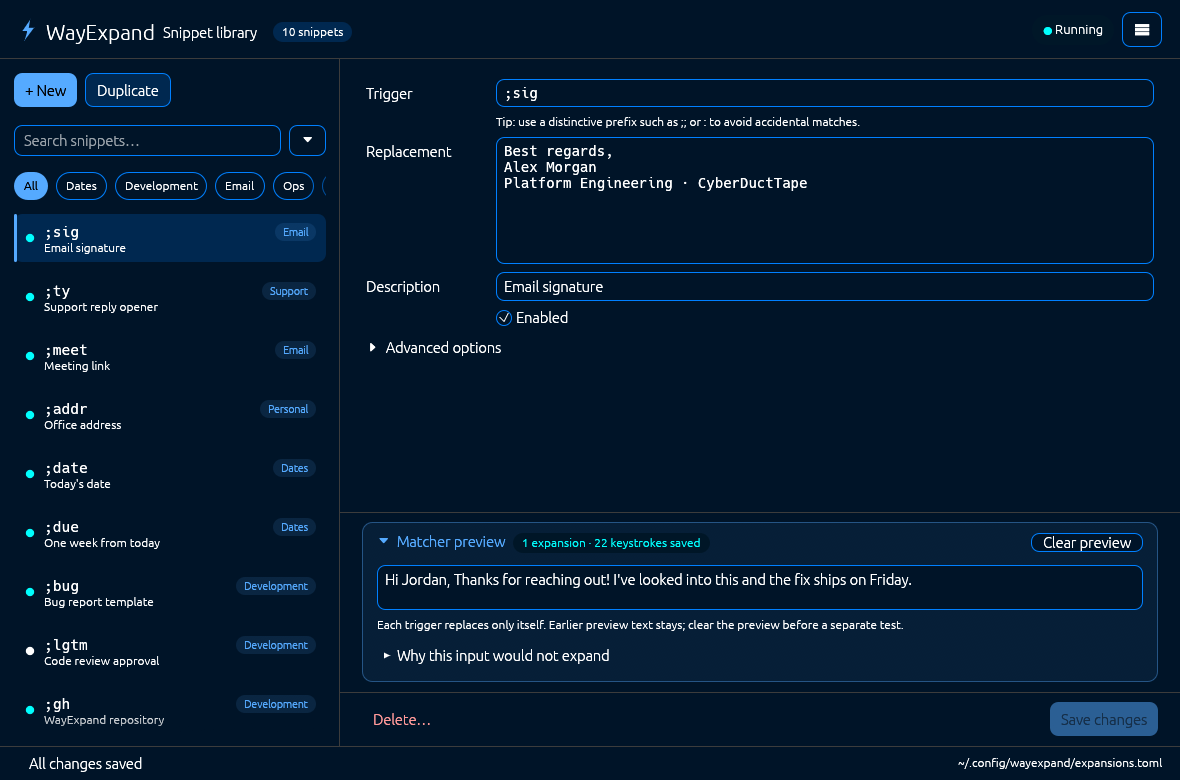 WayExpand Snippet library 10 snippets
Running
+ New Duplicate
Search snippets…
All Dates Development Email Ops
;sig Email
Email signature
;ty Support
Support reply opener
;meet Email
Meeting link
;addr Personal
Office address
;date Dates
Today's date
;due Dates
One week from today
;bug Development
Bug report template
;lgtm Development
Code review approval
;gh Development
WayExpand repository
Trigger ;sig
Tip: use a distinctive prefix such as ;; or : to avoid accidental matches.
Replacement
Best regards,
Alex Morgan
Platform Engineering · CyberDuctTape
Description Email signature
Enabled
Advanced options
Matcher preview 1 expansion · 22 keystrokes saved Clear preview
Hi Jordan, Thanks for reaching out! I've looked into this and the fix ships on Friday.
Each trigger replaces only itself. Earlier preview text stays; clear the preview before a separate test.
Why this input would not expand
Delete… Save changes
All changes saved ~/.config/wayexpand/expansions.toml